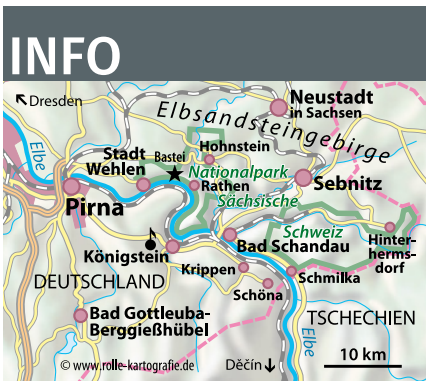 INFO
Dresden
Neustadt
in Sachsen
Elbsandsteingebirge
Elbe
Stadt
Wehlen
Bastei
Hohnstein
Nationalpark
Rathen
Sächsische
Sebnitz
Pirna
Schweiz
Königstein
Bad Schandau
Hinter-
herms-
dorf
Krippen
DEUTSCHLAND
Schöna
Schmilka
Bad Gottleuba-
Berggießhübel
TSCHECHIEN
Elbe
© www.rolle-kartografie.de
Děčín
10 km